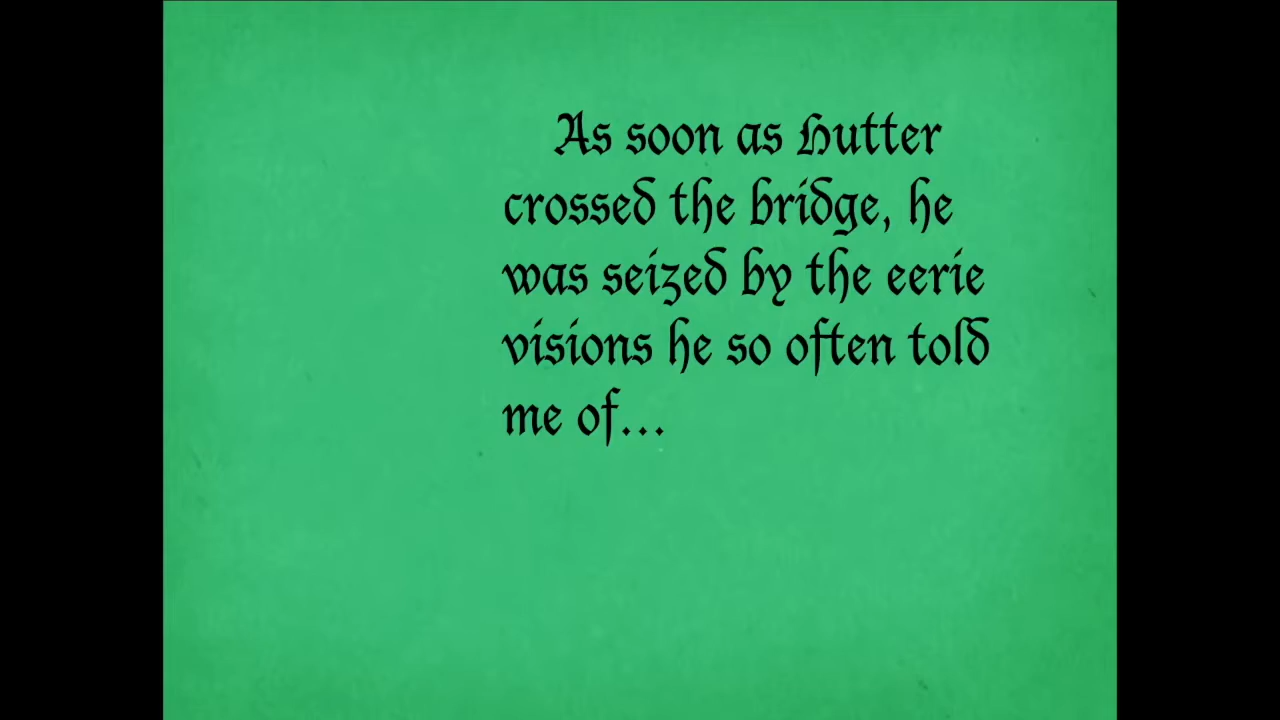 As soon as Hutter
crossed the bridge, he
was seized by the eerie
visions he so often told
me of...